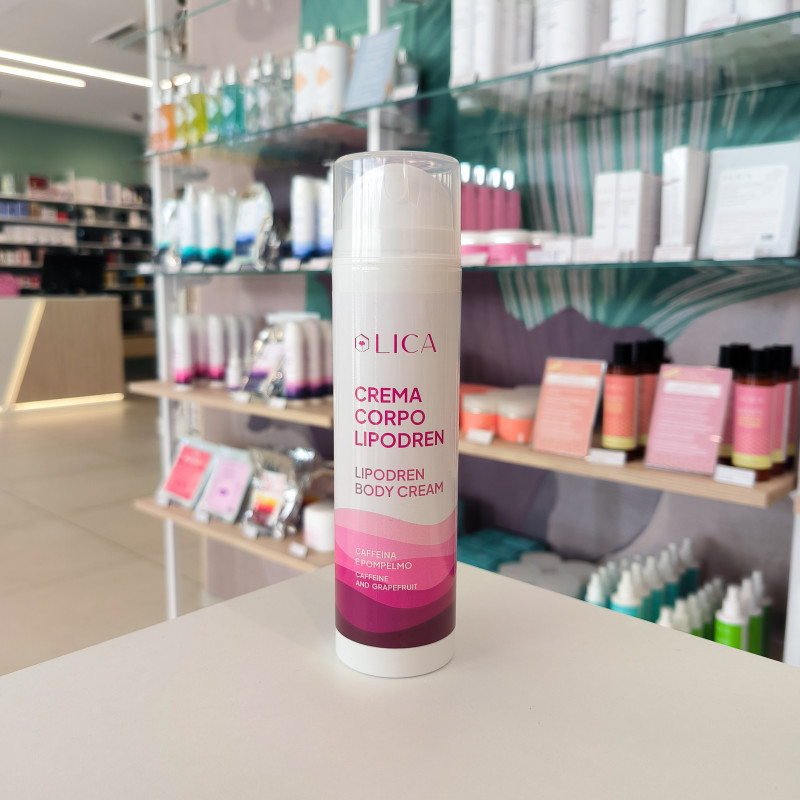 LICA
CREMA
CORPO
LIPODREN
LIPODREN
BODY CREAM
CAFFEINA
E POMPELMO
CAFFEINE
AND GRAPEFRUIT